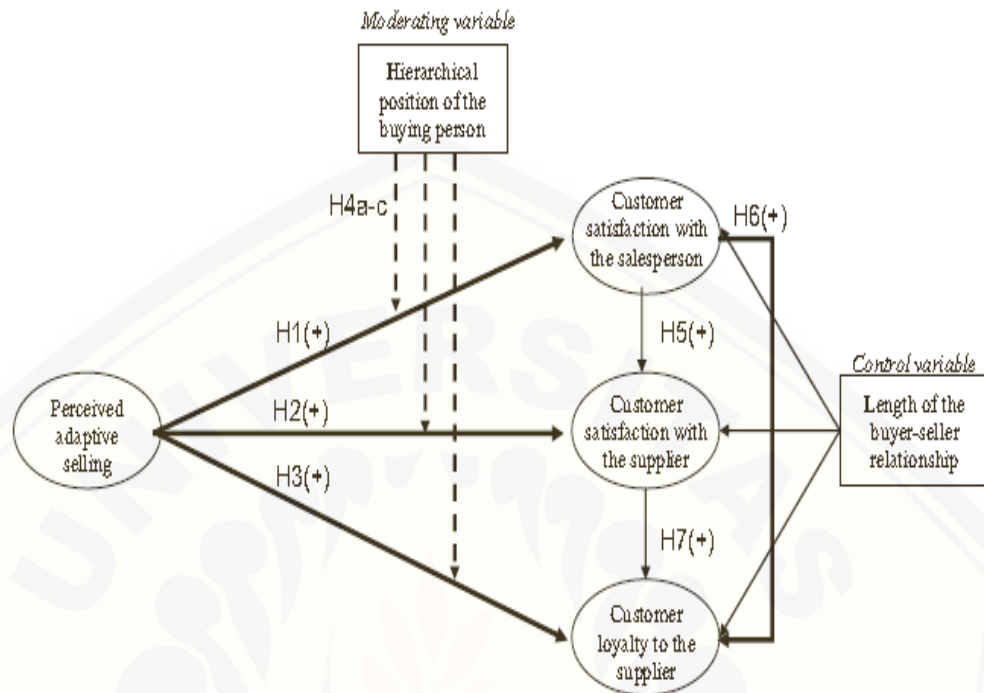 Moderating variable
Hierarchical
position of the
buying person
H4a-c
Customer
satisfaction with
the salesperson
H6(+)
H1(+)
H5(+)
Control variable
Perceived
adaptive
selling
H2(+)
Customer
satisfaction with
the supplier
Length of the
buyer-seller
relationship
H3(+)
H7(+)
Customer
loyalty to the
supplier
UNIVERSITAS